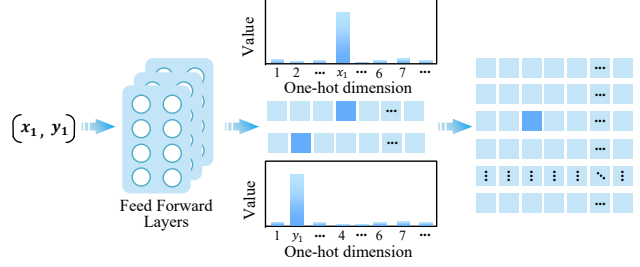 Value
1 2 ... x₁ ... 6 7 ...
One-hot dimension
(x₁, y₁)
...
...
Feed Forward
Layers
Value
1 y₁ ... 4 ... 6 7 ...
One-hot dimension
...
...
...
...
⋮ ⋮ ⋮ ⋮ ⋮ ⋱ ⋮
...